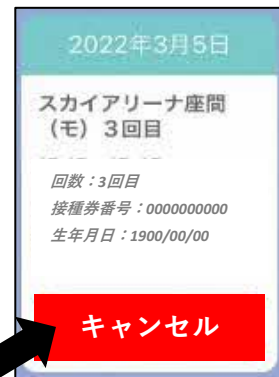 2022年3月5日
スカイアリーナ座間
（モ）３回目
回数：3回目
接種券番号：0000000000
生年月日：1900/00/00
キャンセル